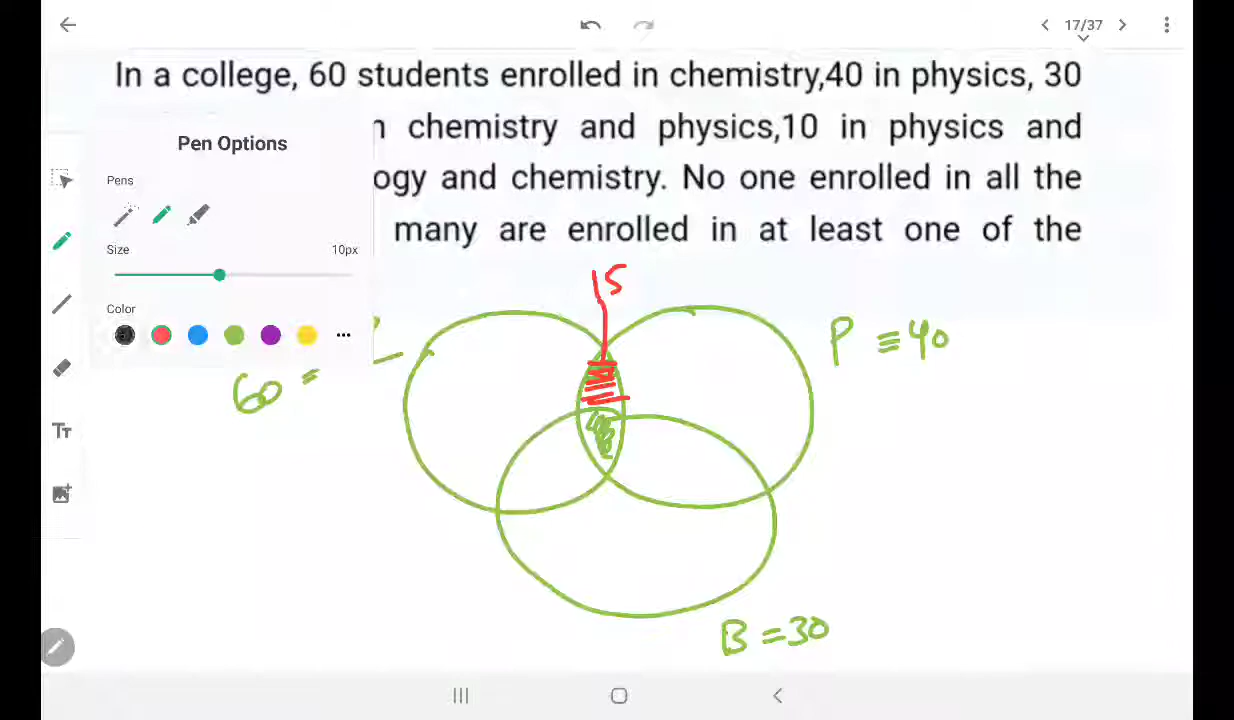 17/37
In a college, 60 students enrolled in chemistry,40 in physics, 30
chemistry and physics,10 in physics and
ogy and chemistry. No one enrolled in all the
many are enrolled in at least one of the
Pen Options
Pens
Size 10px
Color
15
P ≡ 40
60 =
B = 30
Tт